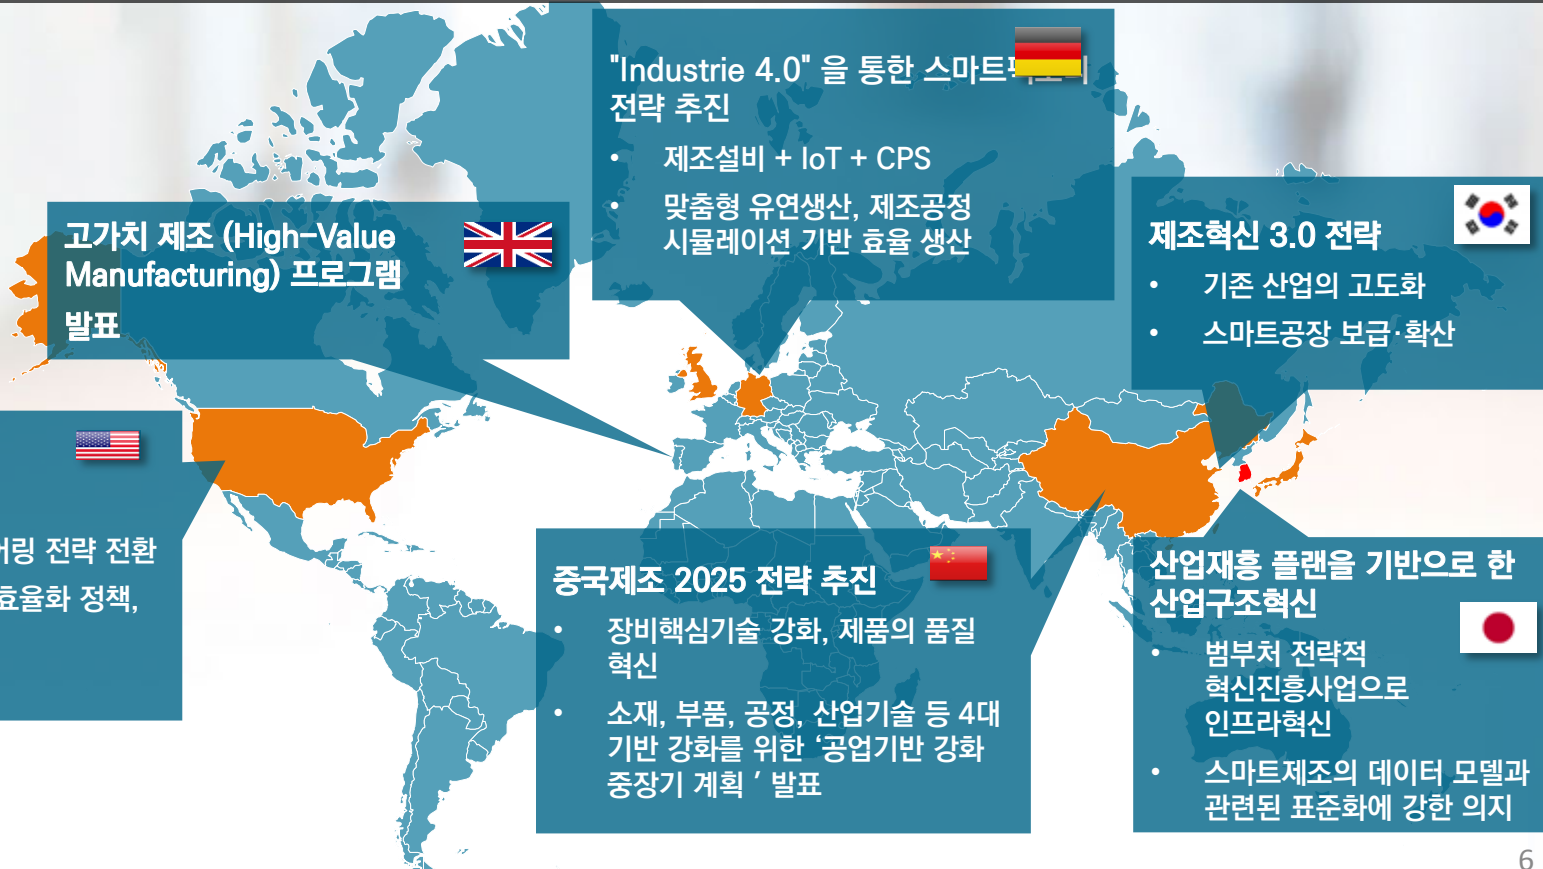 "Industrie 4.0" 을 통한
전략 추진
• 제조설비 + IoT + CPS
• 맞춤형 유연생산, 제조공정
시뮬레이션 기반 효율 생산
고가치 제조 (High-Value
Manufacturing) 프로그램
발표
제조혁신 3.0 전략
• 기존 산업의 고도화
• 스마트공장 보급·확산
전략 전환
효율화 정책,
중국제조 2025 전략 추진
• 장비핵심기술 강화, 제품의 품질
혁신
• 소재, 부품, 공정, 산업기술 등 4대
기반 강화를 위한 ‘공업기반 강화
중장기 계획 ’ 발표
산업재흥 플랜을 기반으로 한
산업구조혁신
• 범부처 전략적
혁신진흥사업으로
인프라혁신
• 스마트제조의 데이터 모델과
관련된 표준화에 강한 의지
6